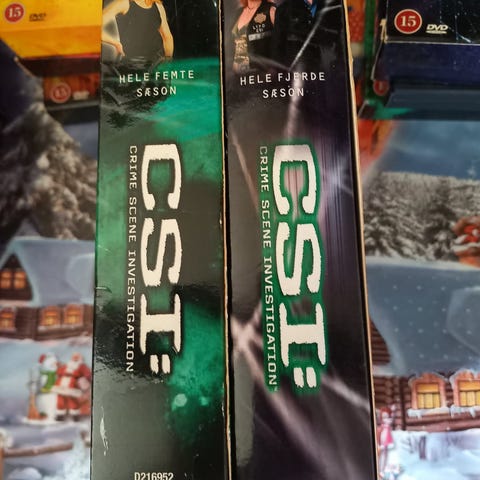 15
DVD
15
DVD
HELE FEMTE
SÆSON
HELE FJERDE
SÆSON
CSI:
CRIME SCENE INVESTIGATION
CSI:
CRIME SCENE INVESTIGATION
D216952